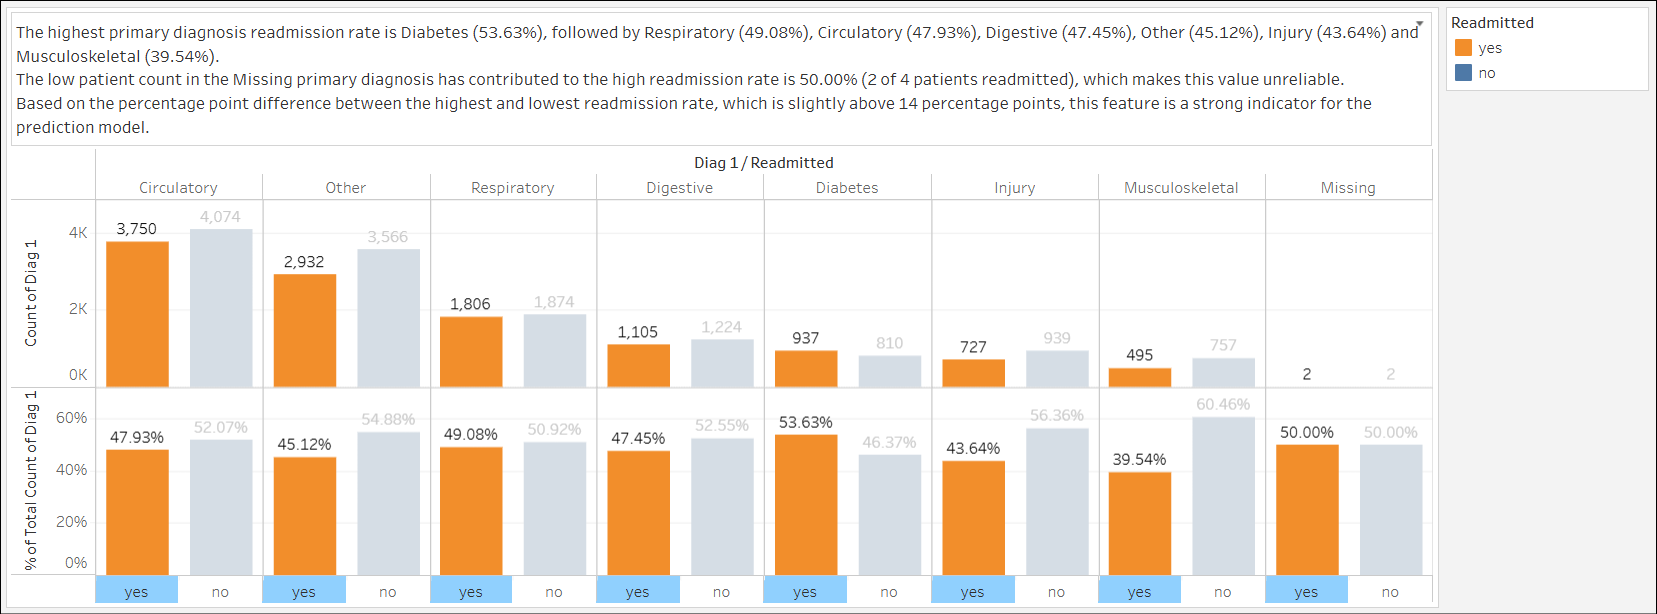 The highest primary diagnosis readmission rate is Diabetes (53.63%), followed by Respiratory (49.08%), Circulatory (47.93%), Digestive (47.45%), Other (45.12%), Injury (43.64%) and
Musculoskeletal (39.54%).
The low patient count in the Missing primary diagnosis has contributed to the high readmission rate is 50.00% (2 of 4 patients readmitted), which makes this value unreliable.
Based on the percentage point difference between the highest and lowest readmission rate, which is slightly above 14 percentage points, this feature is a strong indicator for the
prediction model.
Readmitted
yes
no
Diag 1 / Readmitted
Circulatory Other Respiratory Digestive Diabetes Injury Musculoskeletal Missing
Count of Diag 1
4K
2K
0K
3,750 4,074 2,932 3,566 1,806 1,874 1,105 1,224 937 810 727 939 495 757 2 2
% of Total Count of Diag 1
60%
40%
20%
0%
47.93% 52.07% 45.12% 54.88% 49.08% 50.92% 47.45% 52.55% 53.63% 46.37% 43.64% 56.36% 39.54% 60.46% 50.00% 50.00%
yes no yes no yes no yes no yes no yes no yes no yes no